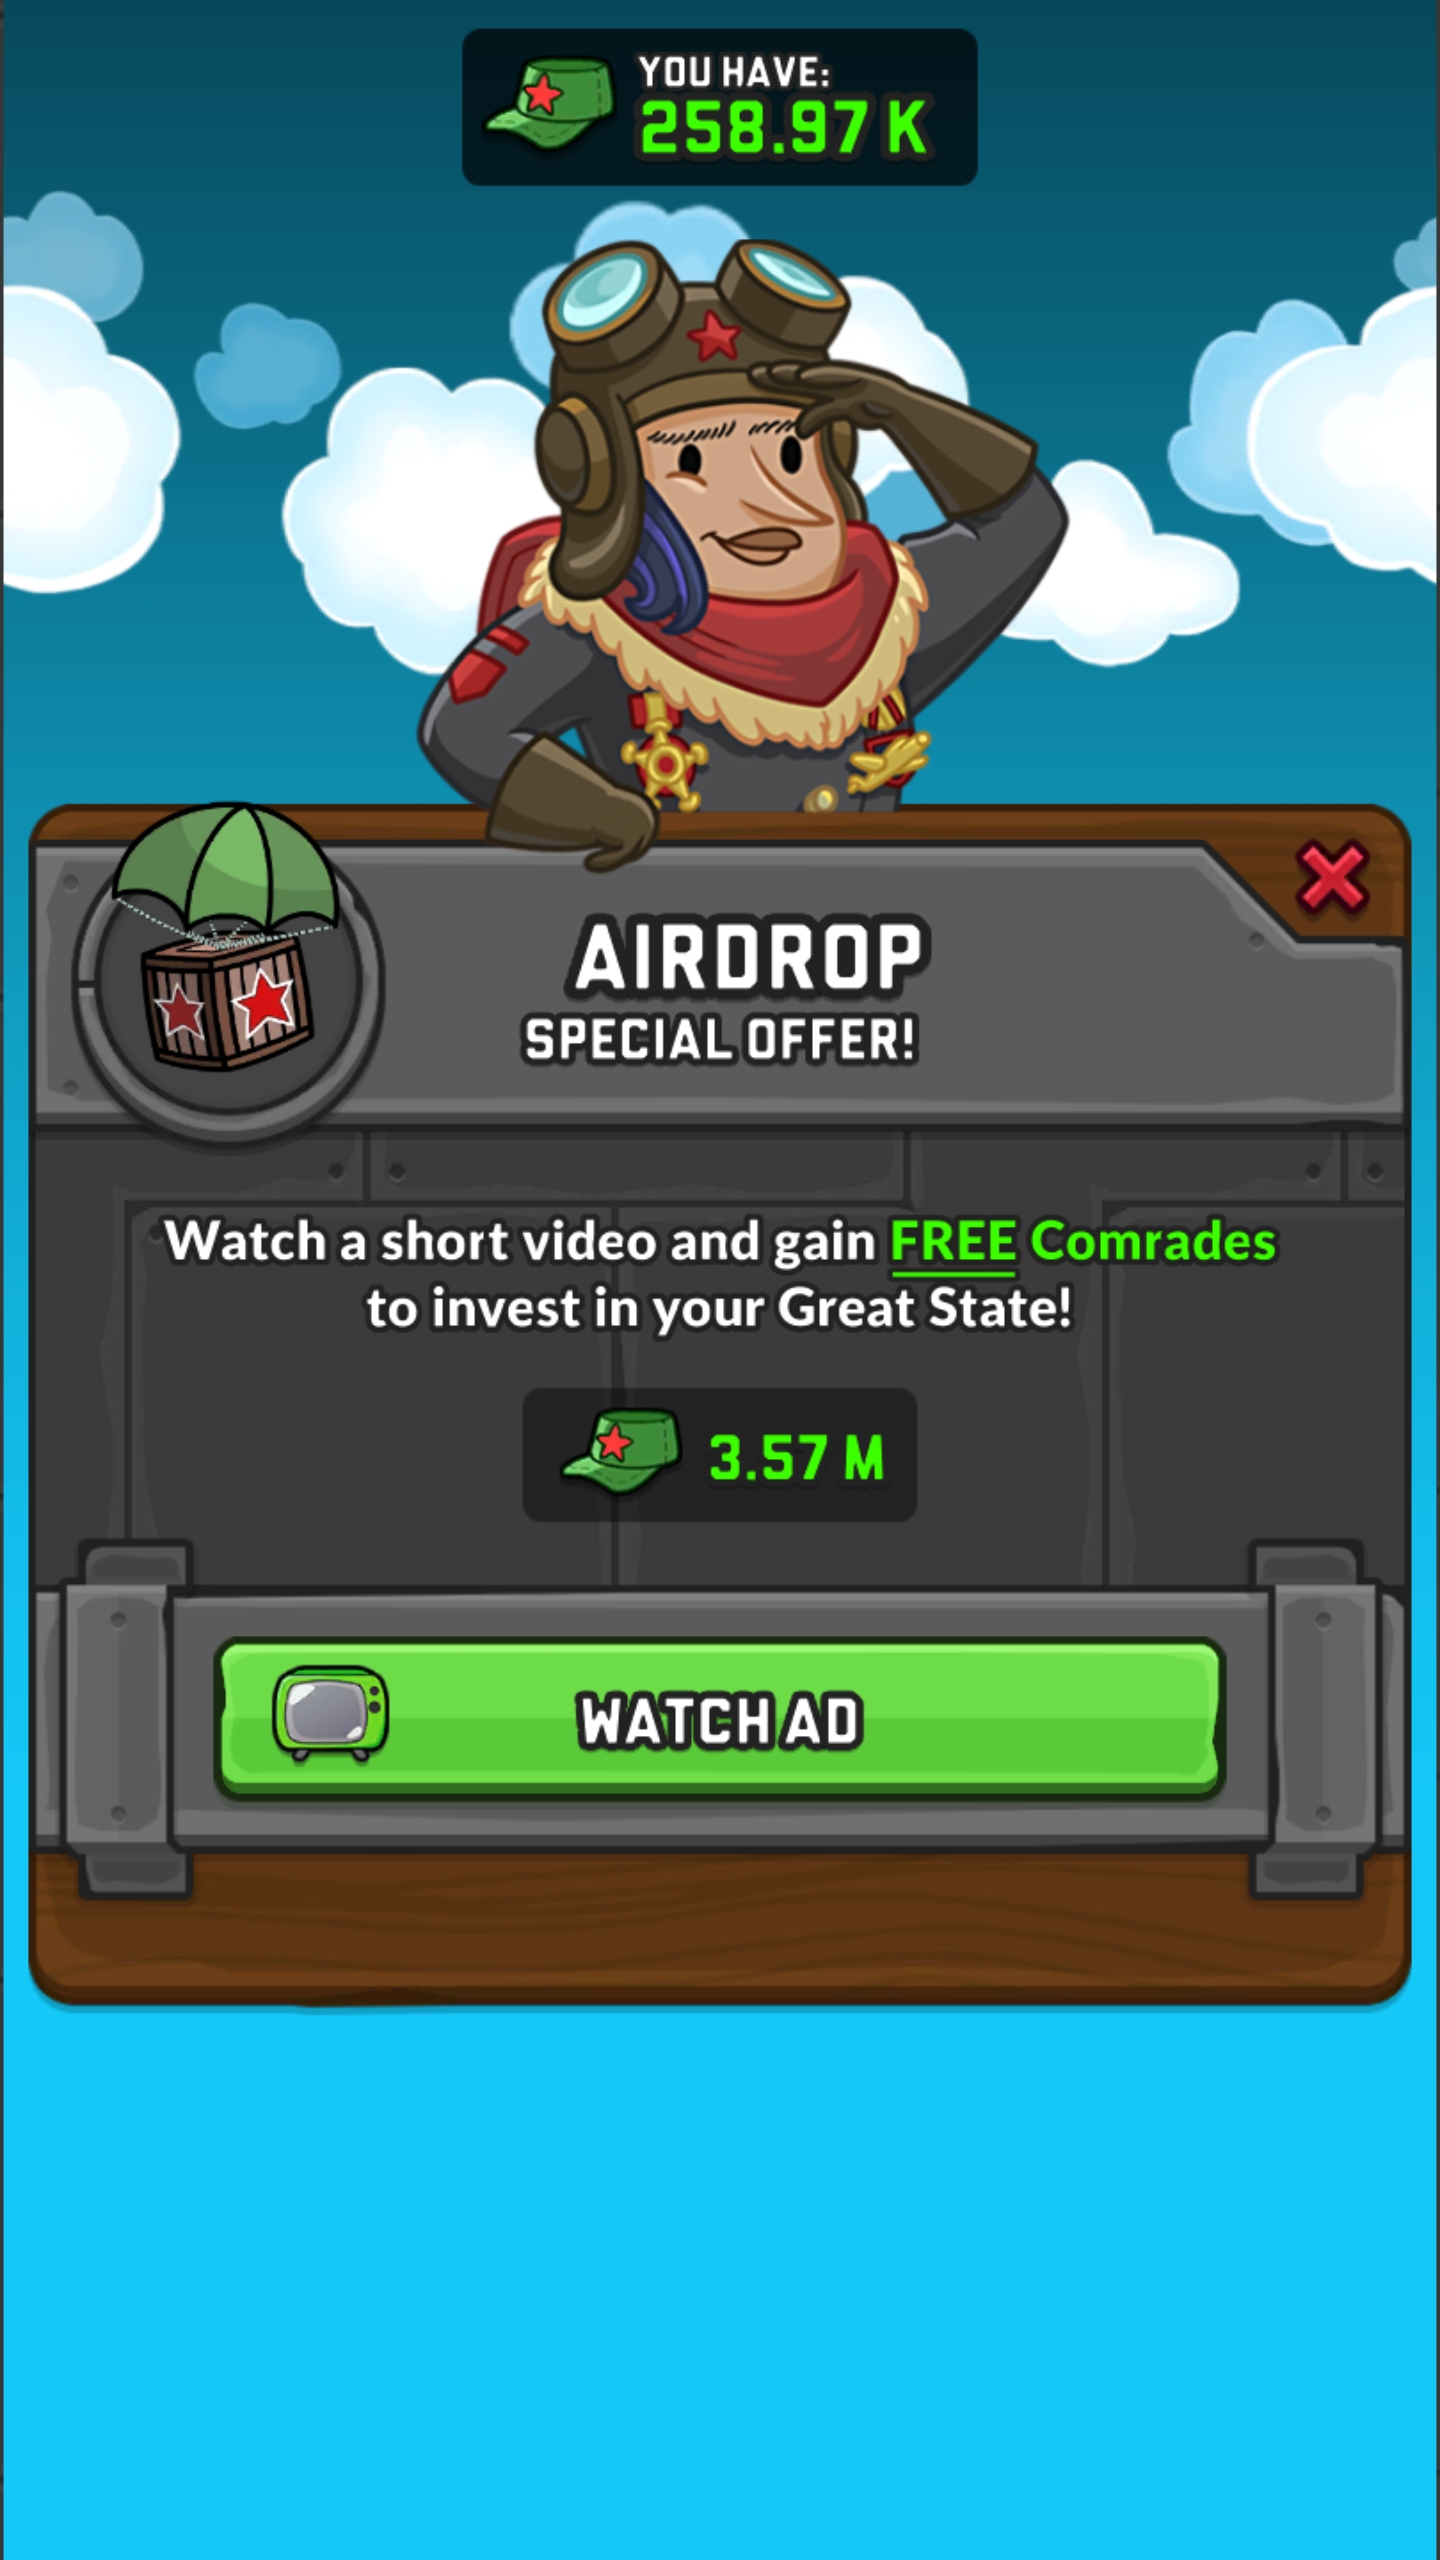 YOU HAVE:
258.97 K
AIRDROP
SPECIAL OFFER!
Watch a short video and gain FREE Comrades
to invest in your Great State!
3.57 M
WATCH AD